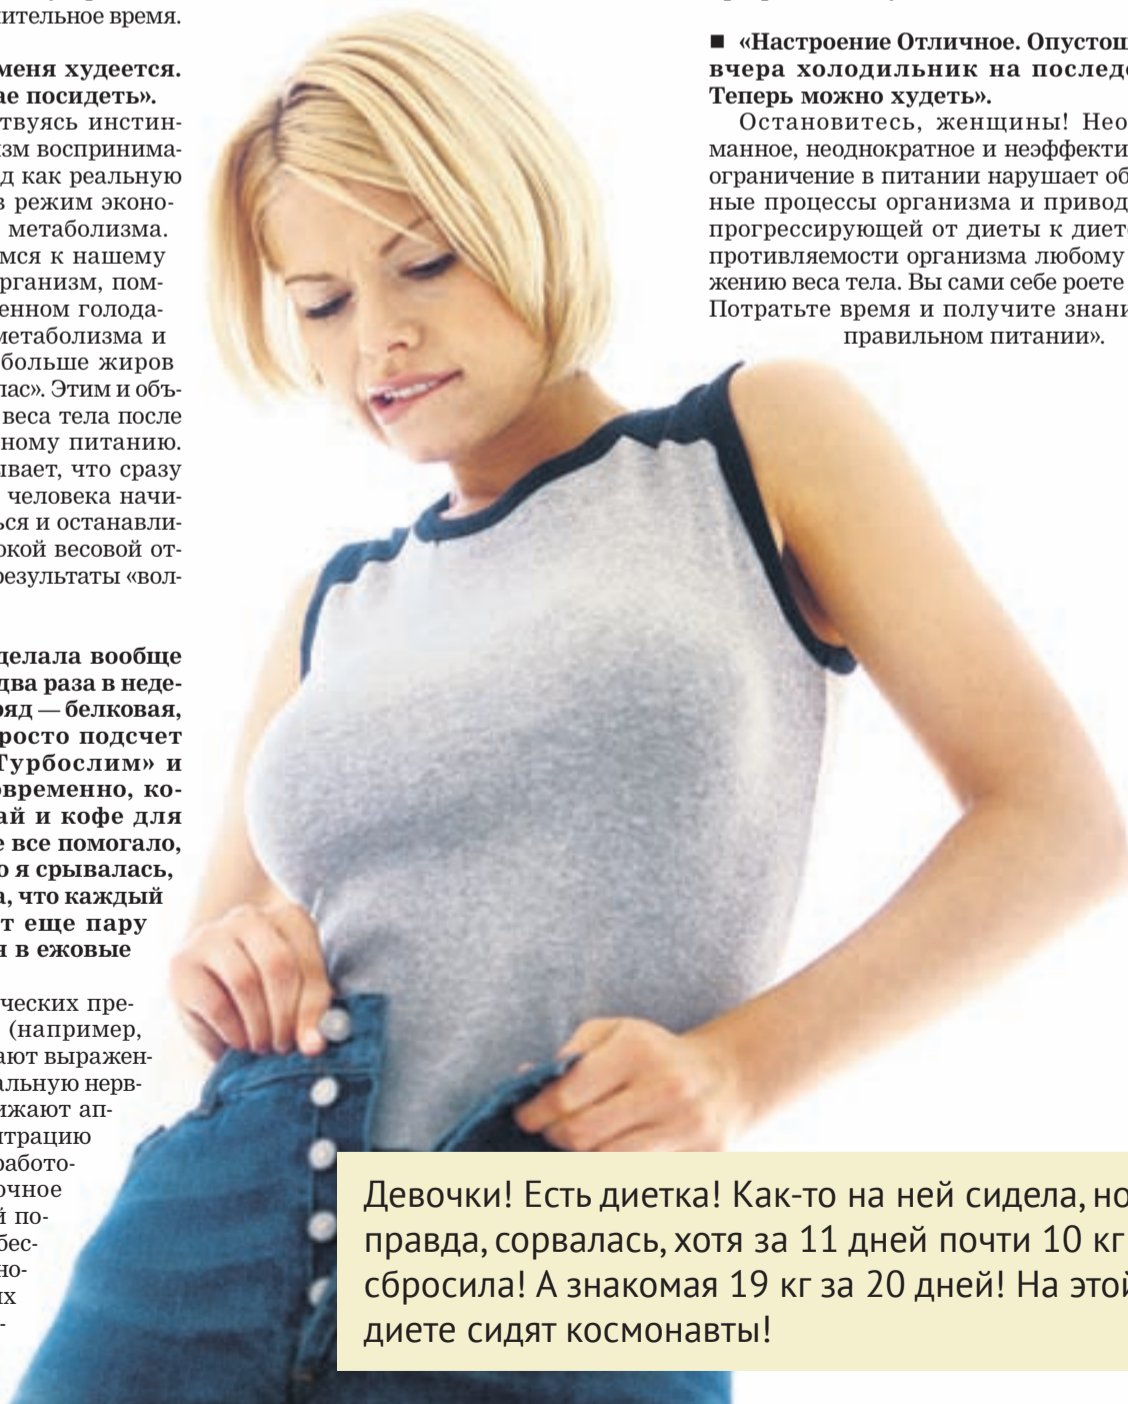 ительное время.
меня худеется.
ае посидеть».
твуясь инстин-
изм воспринима-
д как реальную
в режим эконо-
метаболизма.
мся к нашему
рганизм, пом-
енном голода-
метаболизма и
больше жиров
пас». Этим и объ-
веса тела после
ному питанию.
ывает, что сразу
человека начи-
ься и останавли-
окой весовой от-
результаты «вол-
делала вообще
два раза в неде-
ряд — белковая,
росто подсчет
Турбослим» и
овременно, ко-
ай и кофе для
е все помогало,
о я срывалась,
а, что каждый
т еще пару
я в ежовые
ческих пре-
(например,
ают выражен-
альную нерв-
ижают ап-
нтрацию
работо-
очное
й по-
бес-
но-
их
-
■ «Настроение Отличное. Опустош
вчера холодильник на последо
Теперь можно худеть».
Остановитесь, женщины! Нео
манное, неоднократное и неэффекти
ограничение в питании нарушает об
ные процессы организма и привод
прогрессирующей от диеты к диет
противляемости организма любому
жению веса тела. Вы сами себе роете
Потратьте время и получите знани
правильном питании».
Девочки! Есть диетка! Как-то на ней сидела, но
правда, сорвалась, хотя за 11 дней почти 10 кг
сбросила! А знакомая 19 кг за 20 дней! На этой
диете сидят космонавты!